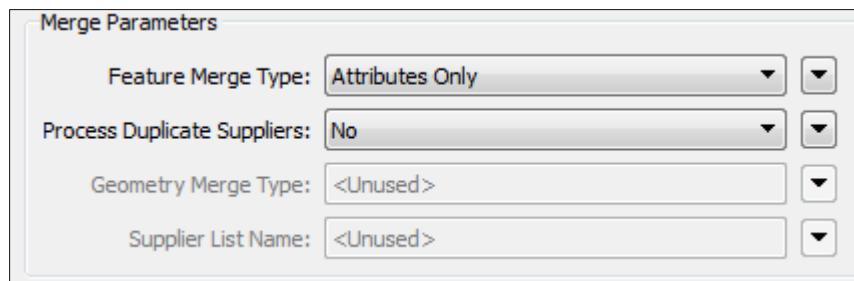 Merge Parameters
Feature Merge Type: Attributes Only
Process Duplicate Suppliers: No
Geometry Merge Type: <Unused>
Supplier List Name: <Unused>